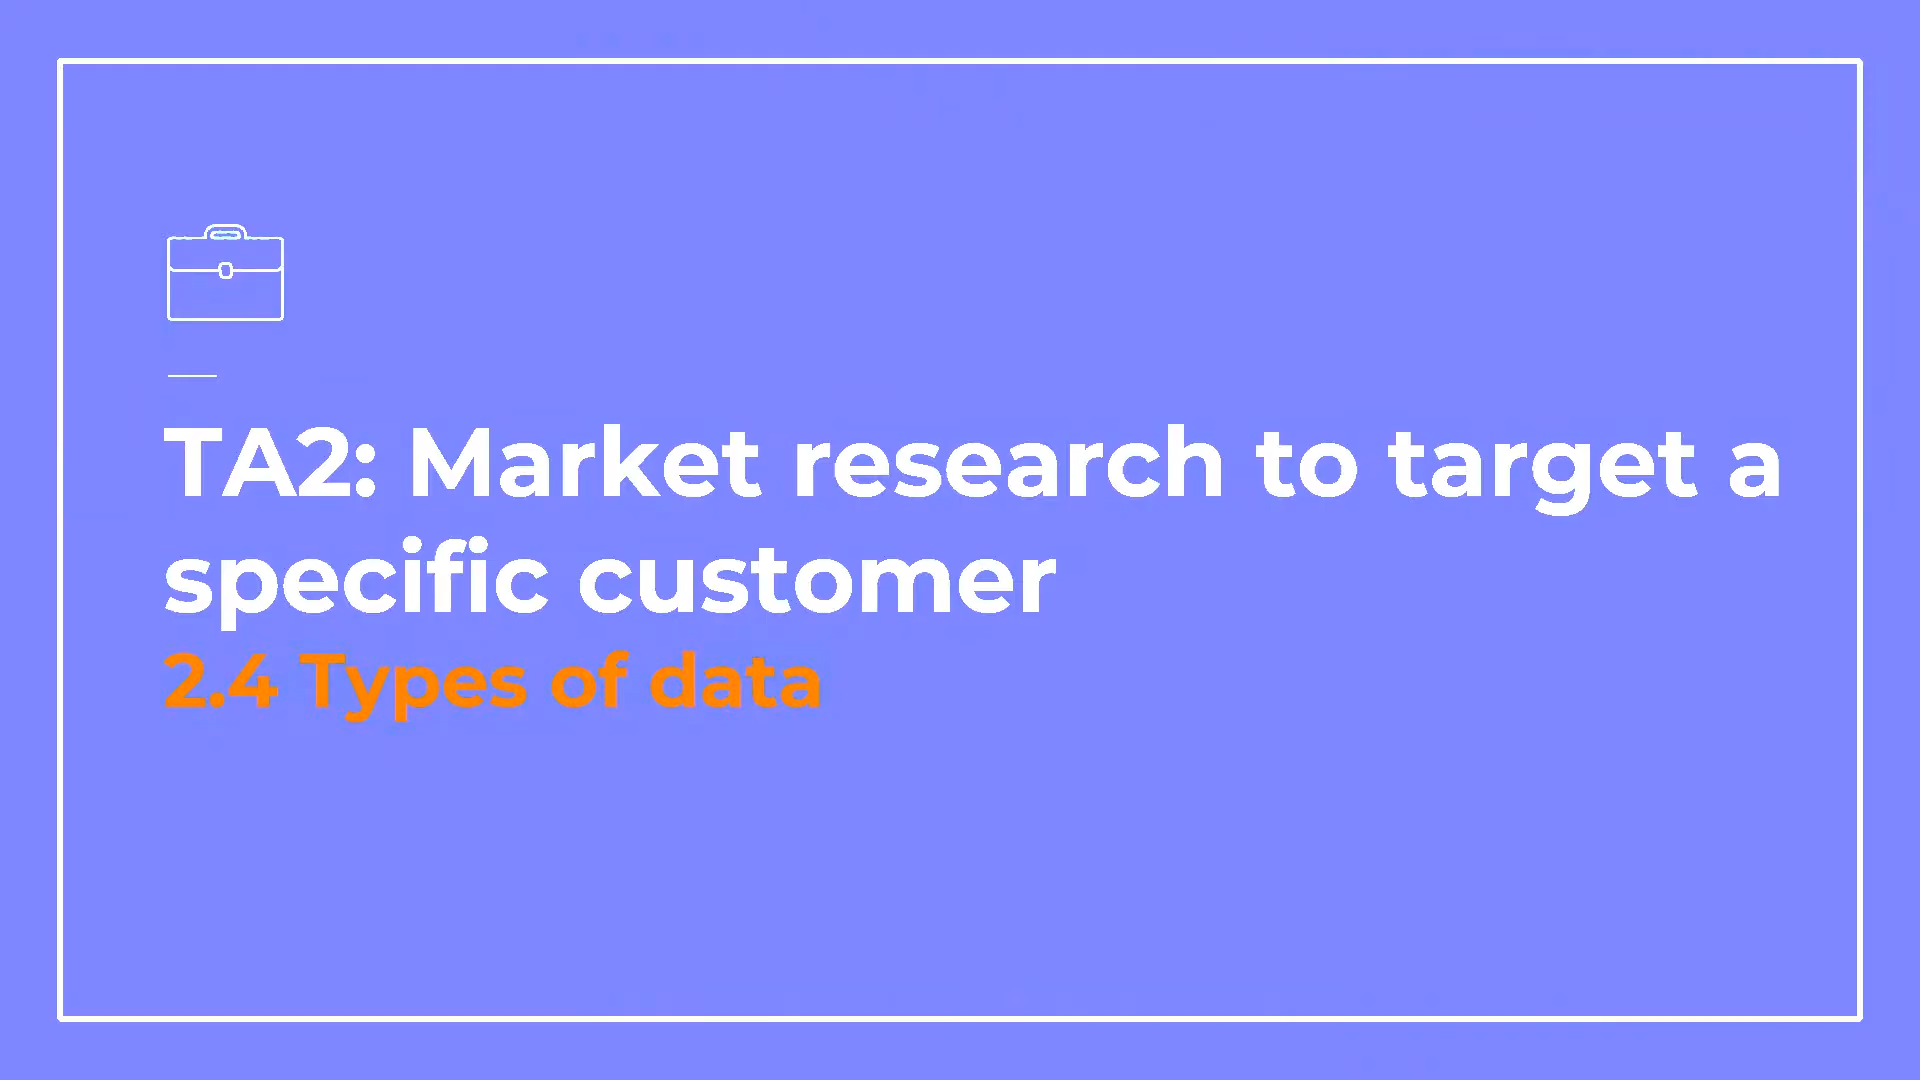 TA2: Market research to target a
specific customer
2.4 Types of data